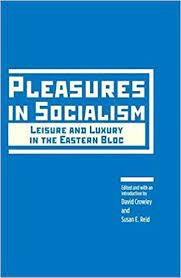 PLEASURES
IN SOCIALISM
LEISURE AND LUXURY
IN THE EASTERN BLOC
Edited and with an
introduction by
David Crowley
and
Susan E. Reid